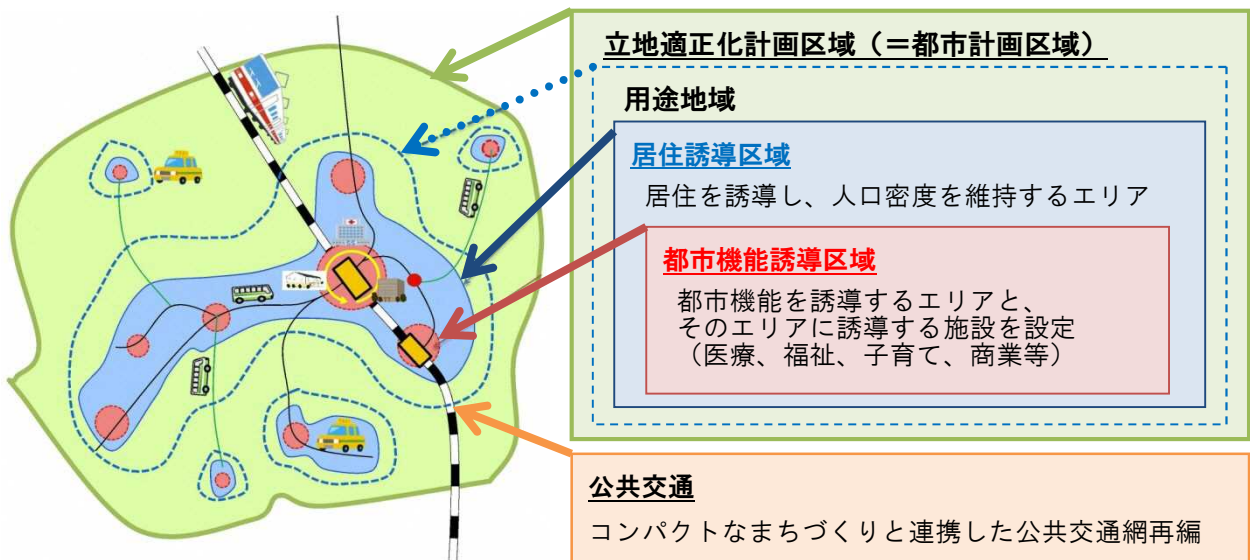 立地適正化計画区域（＝都市計画区域）
用途地域
居住誘導区域
居住を誘導し、人口密度を維持するエリア
都市機能誘導区域
都市機能を誘導するエリアと、
そのエリアに誘導する施設を設定
（医療、福祉、子育て、商業等）
公共交通
コンパクトなまちづくりと連携した公共交通網再編